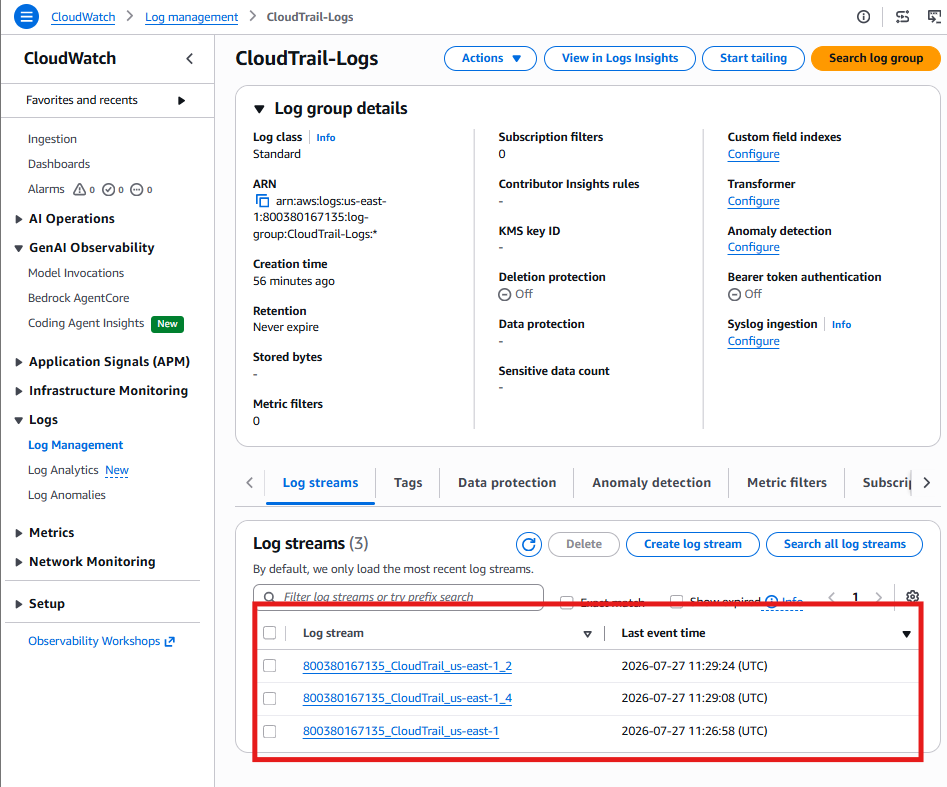 CloudWatch > Log management > CloudTrail-Logs
CloudWatch
Favorites and recents
Ingestion
Dashboards
Alarms 0 0 0
AI Operations
GenAI Observability
Model Invocations
Bedrock AgentCore
Coding Agent Insights New
Application Signals (APM)
Infrastructure Monitoring
Logs
Log Management
Log Analytics New
Log Anomalies
Metrics
Network Monitoring
Setup
Observability Workshops
CloudTrail-Logs
Actions
View in Logs Insights
Start tailing
Search log group
Log group details
Log class Info
Standard
ARN
arn:aws:logs:us-east-
1:800380167135:log-
group:CloudTrail-Logs:*
Creation time
56 minutes ago
Retention
Never expire
Stored bytes
-
Metric filters
0
Subscription filters
0
Contributor Insights rules
-
KMS key ID
-
Deletion protection
Off
Data protection
-
Sensitive data count
-
Custom field indexes
Configure
Transformer
Configure
Anomaly detection
Configure
Bearer token authentication
Off
Syslog ingestion Info
Configure
Log streams
Tags
Data protection
Anomaly detection
Metric filters
Subscrip
Log streams (3)
Delete
Create log stream
Search all log streams
By default, we only load the most recent log streams.
Filter log streams or try prefix search
Exact match
Show expired
Info
1
Log stream Last event time
800380167135_CloudTrail_us-east-1_2 2026-07-27 11:29:24 (UTC)
800380167135_CloudTrail_us-east-1_4 2026-07-27 11:29:08 (UTC)
800380167135_CloudTrail_us-east-1 2026-07-27 11:26:58 (UTC)